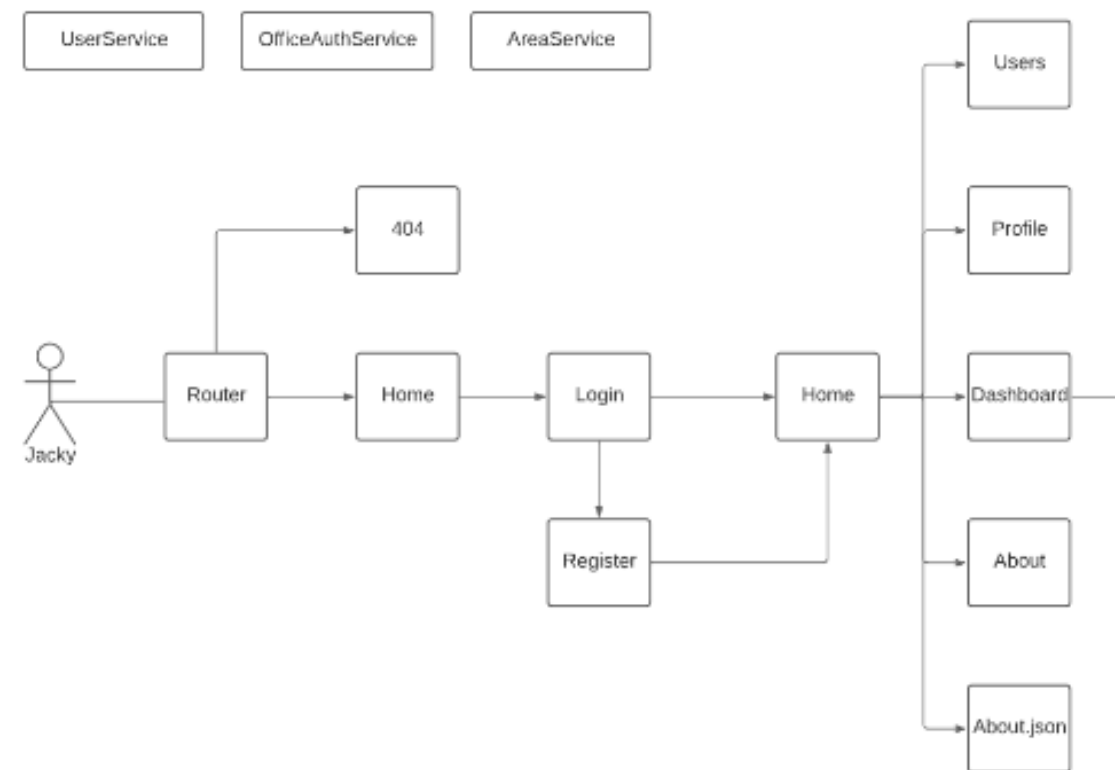 UserService
OfficeAuthService
AreaService
Users
404
Profile
Jacky
Router
Home
Login
Home
Dashboard
Register
About
About.json